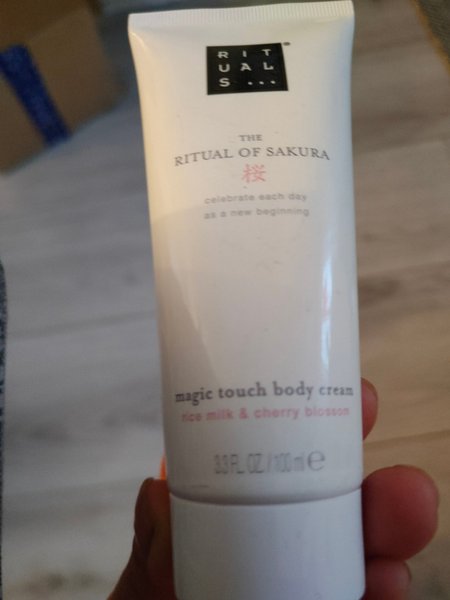 RIT
UAL
S...
THE
RITUAL OF SAKURA
桜
celebrate each day
as a new beginning
magic touch body cream
rice milk & cherry blossom
3.3 FL. OZ. / 100 ml ℮